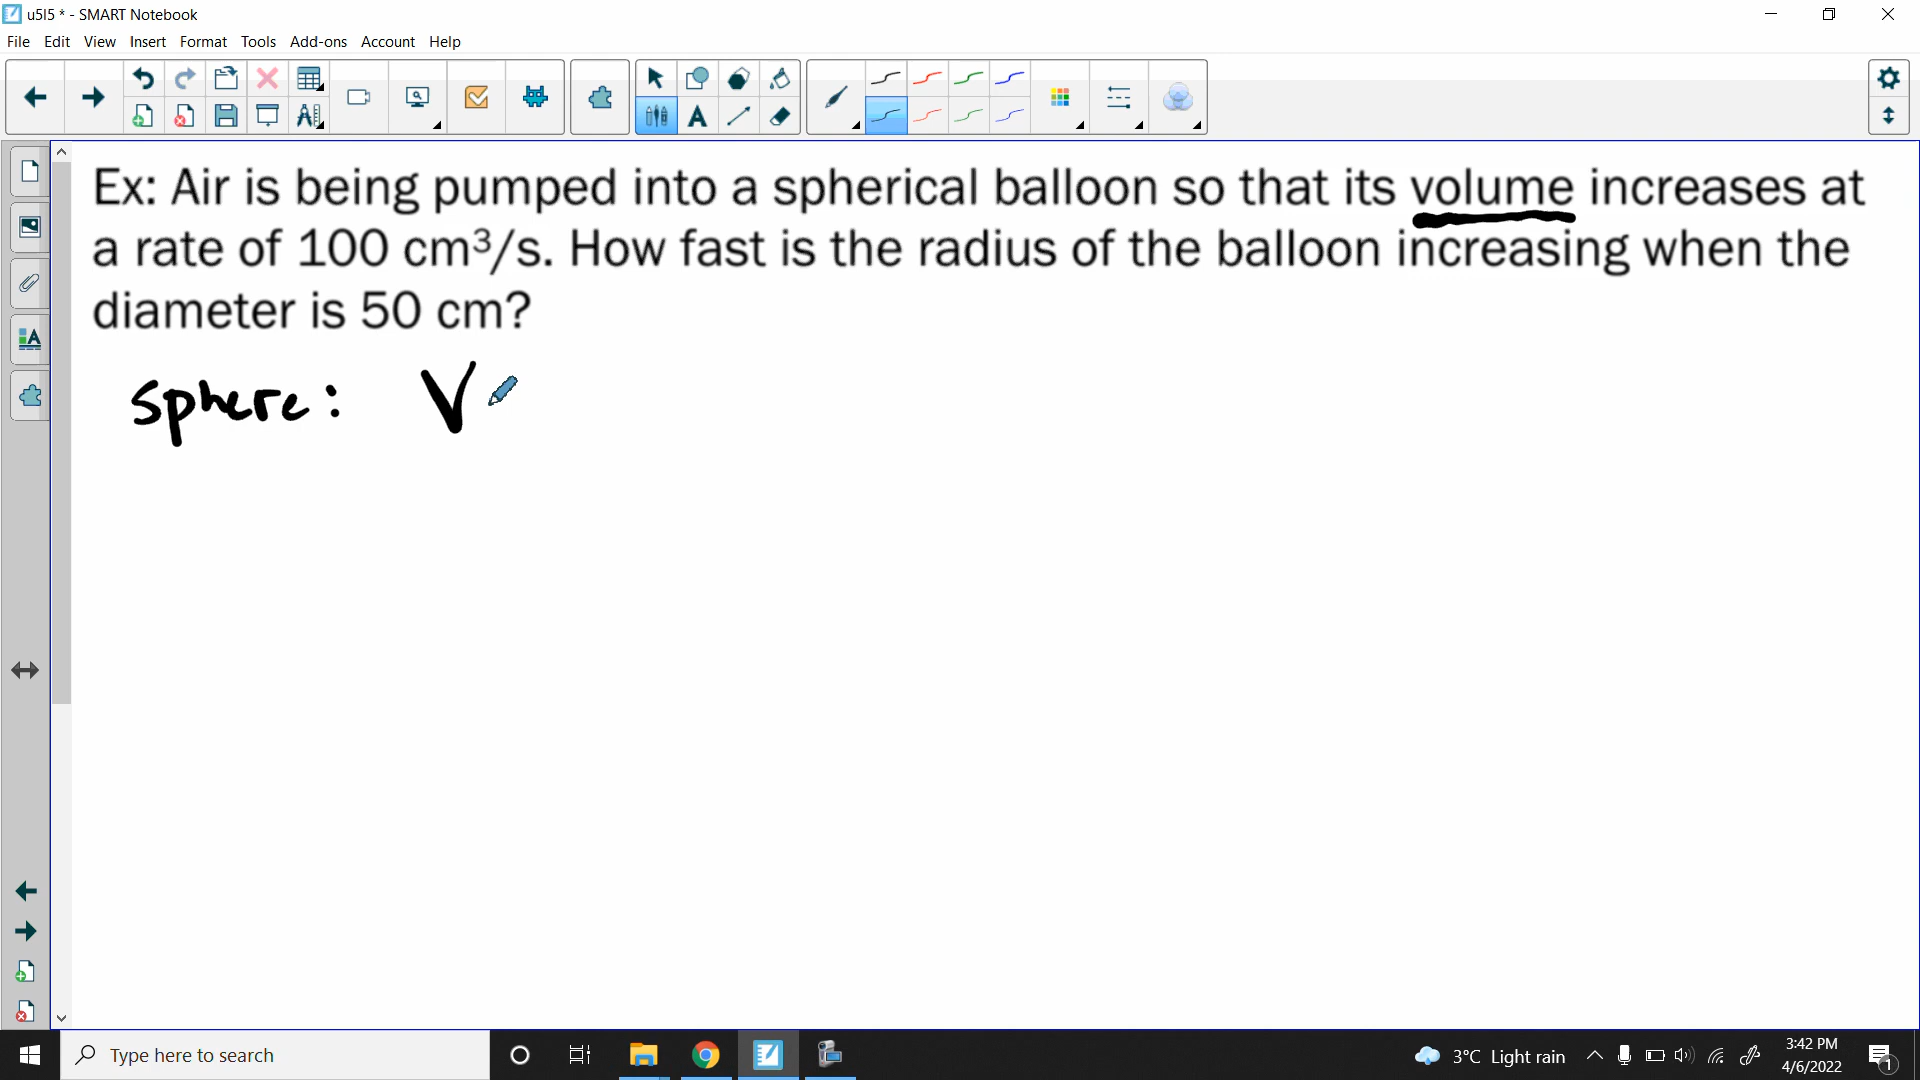 u5l5 * - SMART Notebook
File Edit View Insert Format Tools Add-ons Account Help
Ex: Air is being pumped into a spherical balloon so that its volume increases at
a rate of 100 cm³/s. How fast is the radius of the balloon increasing when the
diameter is 50 cm?
sphere: V
Type here to search
3°C Light rain
3:42 PM
4/6/2022
1